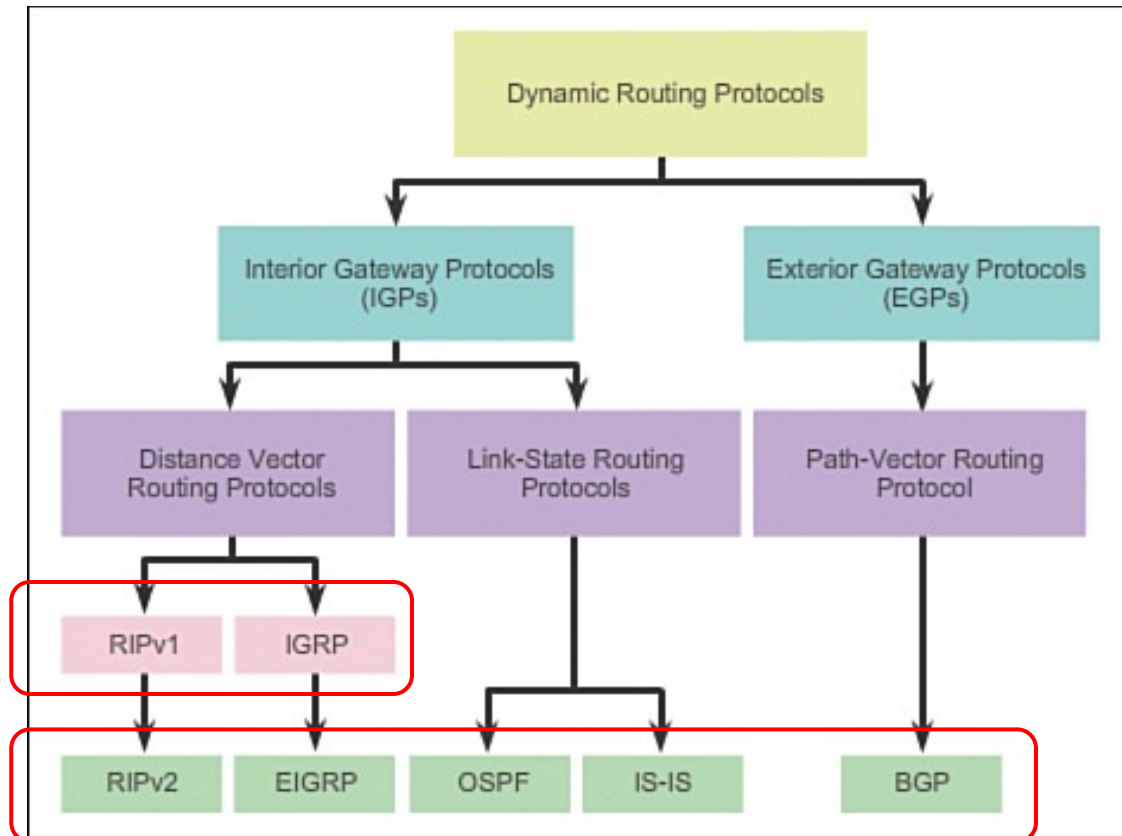 Dynamic Routing Protocols
Interior Gateway Protocols
(IGPs)
Exterior Gateway Protocols
(EGPs)
Distance Vector
Routing Protocols
Link-State Routing
Protocols
Path-Vector Routing
Protocol
RIPv1
IGRP
RIPv2
EIGRP
OSPF
IS-IS
BGP